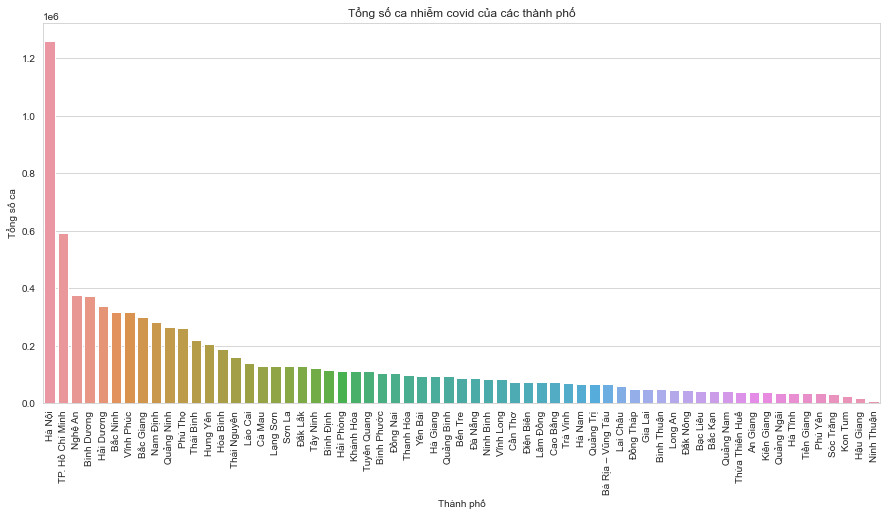 Tổng số ca nhiễm covid của các thành phố
1e6
1.2
1.0
0.8
0.6
0.4
0.2
0.0
Tổng số ca
Hà Nội
TP. Hồ Chí Minh
Nghệ An
Bình Dương
Hải Dương
Bắc Ninh
Vĩnh Phúc
Bắc Giang
Nam Định
Quảng Ninh
Phú Thọ
Thái Bình
Hưng Yên
Hòa Bình
Thái Nguyên
Lào Cai
Cà Mau
Lạng Sơn
Sơn La
Đắk Lắk
Tây Ninh
Bình Định
Hải Phòng
Khánh Hòa
Tuyên Quang
Bình Phước
Đồng Nai
Thanh Hóa
Yên Bái
Hà Giang
Quảng Bình
Bến Tre
Đà Nẵng
Ninh Bình
Vĩnh Long
Cần Thơ
Điện Biên
Lâm Đồng
Cao Bằng
Trà Vinh
Hà Nam
Quảng Trị
Bà Rịa – Vũng Tàu
Lai Châu
Đồng Tháp
Gia Lai
Bình Thuận
Long An
Đắk Nông
Bạc Liêu
Bắc Kạn
Quảng Nam
Thừa Thiên Huế
An Giang
Kiên Giang
Quảng Ngãi
Hà Tĩnh
Tiền Giang
Phú Yên
Sóc Trăng
Kon Tum
Hậu Giang
Ninh Thuận
Thành phố